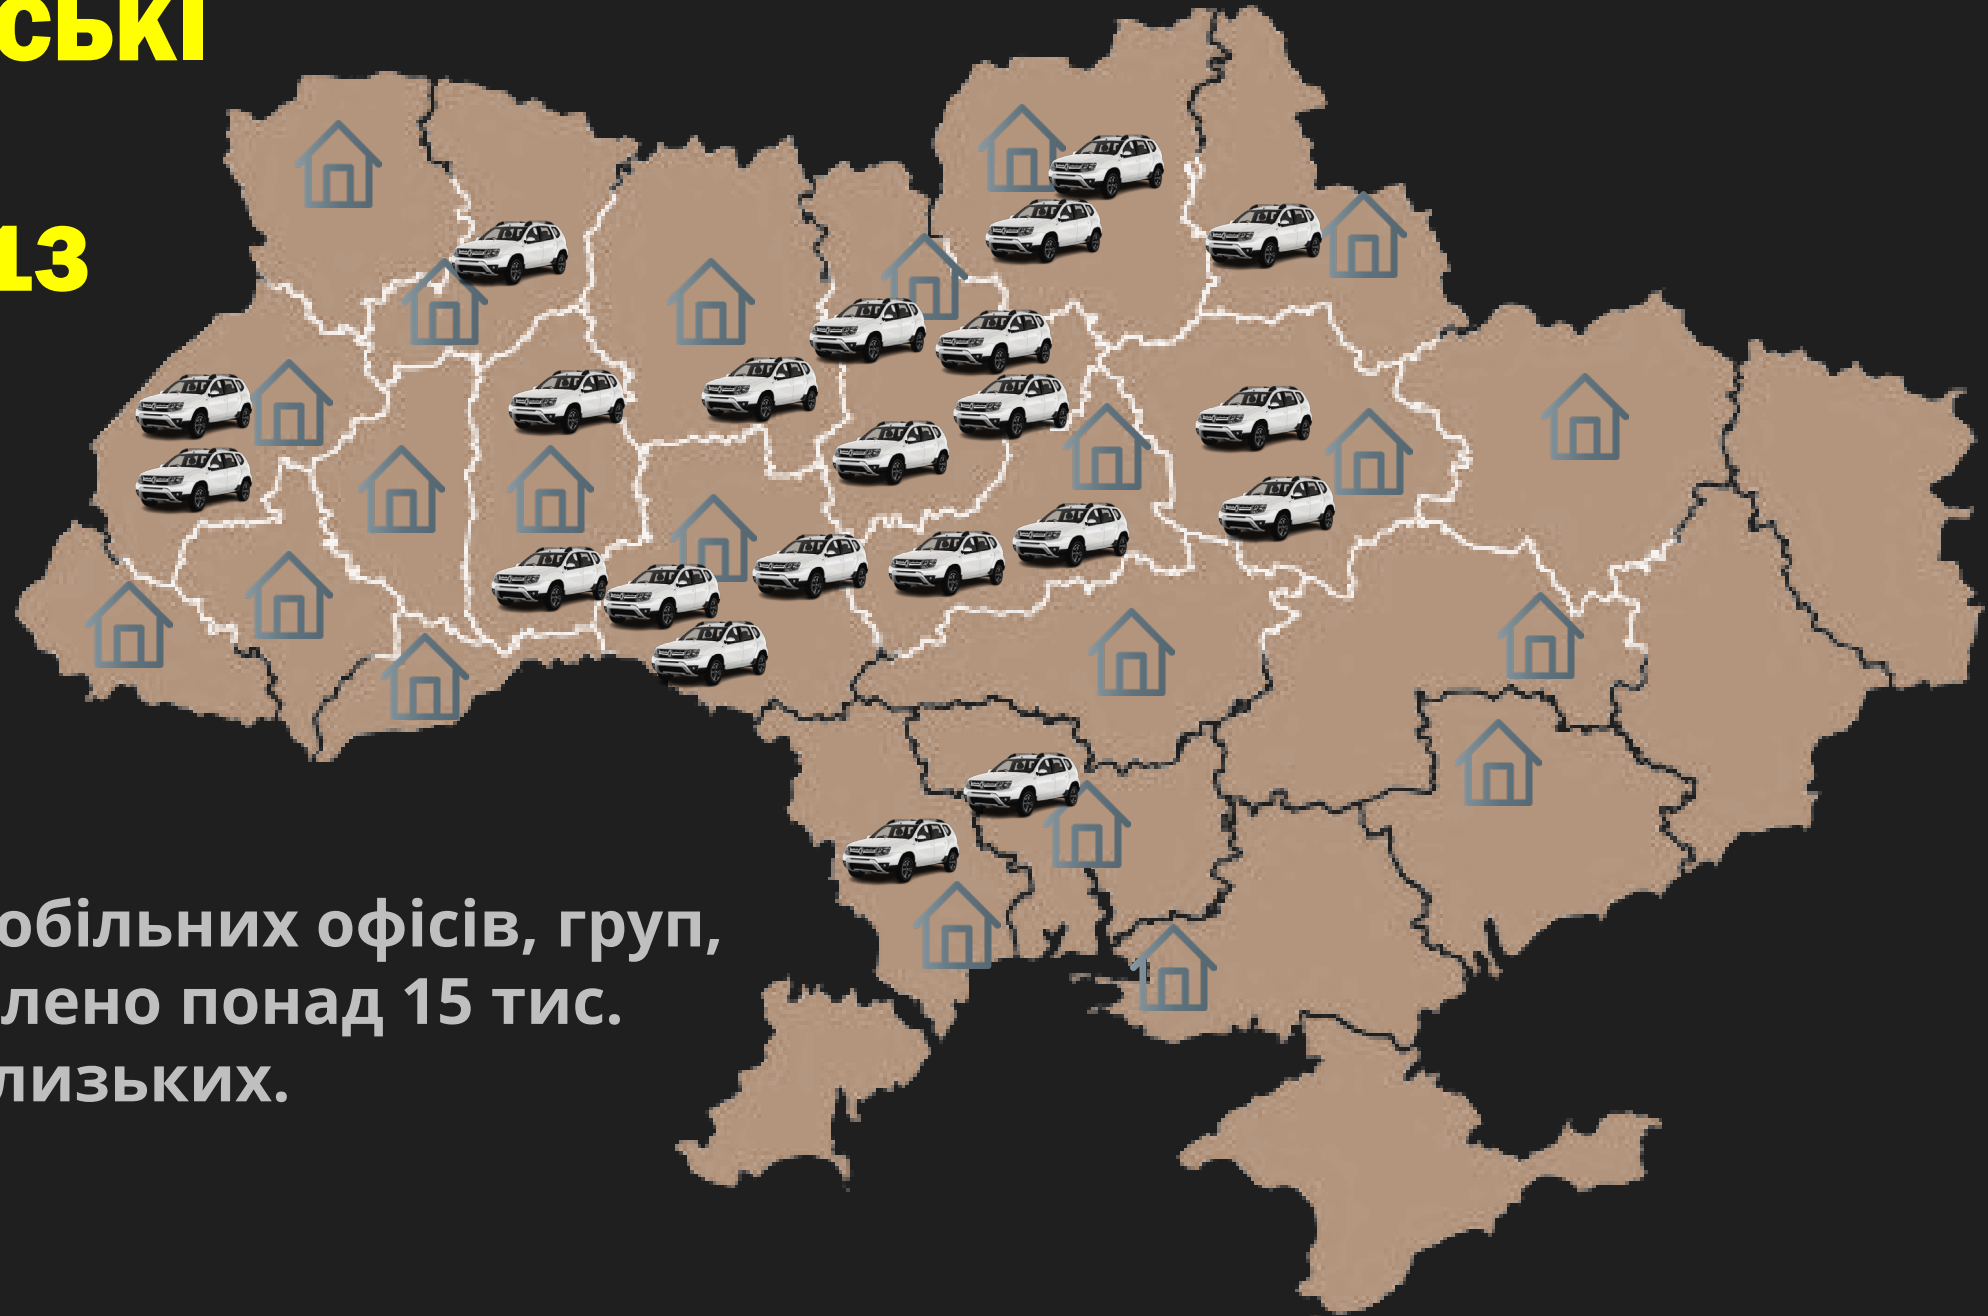 СЬКІ
13
обільних офісів, груп,
лено понад 15 тис.
лизьких.